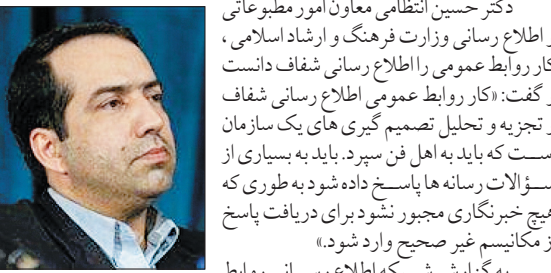 دکتر حسین انتظامی معاون امور مطبوعاتی
اطلاع رسانی وزارت فرهنگ و ارشاد اسلامی ،
کار روابط عمومی را اطلاع رسانی شفاف دانست
گفت: «کار روابط عمومی اطلاع رسانی شفاف
تجزیه و تحلیل تصمیم گیری های یک سازمان
است که باید به اهل فن سپرد. باید به بسیاری از
سؤالات رسانه ها پاسخ داده شود به طوری که
هیچ خبرنگاری مجبور نشود برای دریافت پاسخ
از مکانیسم غیر صحیح وارد شود.»